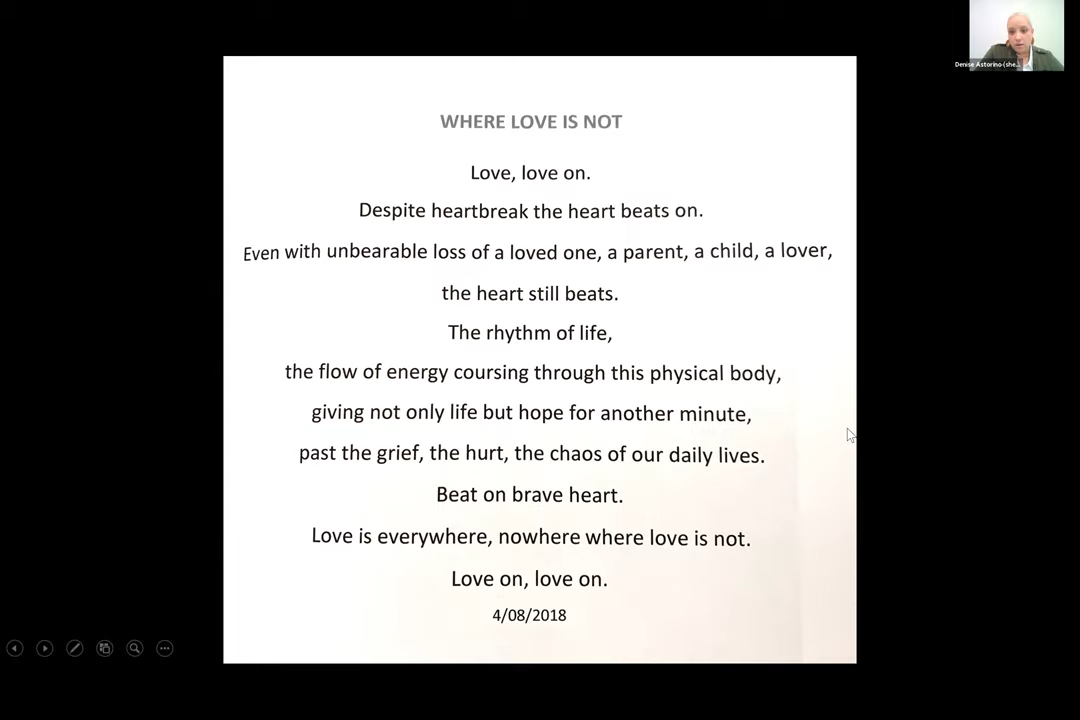 Denise Astorino (she...
WHERE LOVE IS NOT
Love, love on.
Despite heartbreak the heart beats on.
Even with unbearable loss of a loved one, a parent, a child, a lover,
the heart still beats.
The rhythm of life,
the flow of energy coursing through this physical body,
giving not only life but hope for another minute,
past the grief, the hurt, the chaos of our daily lives.
Beat on brave heart.
Love is everywhere, nowhere where love is not.
Love on, love on.
4/08/2018